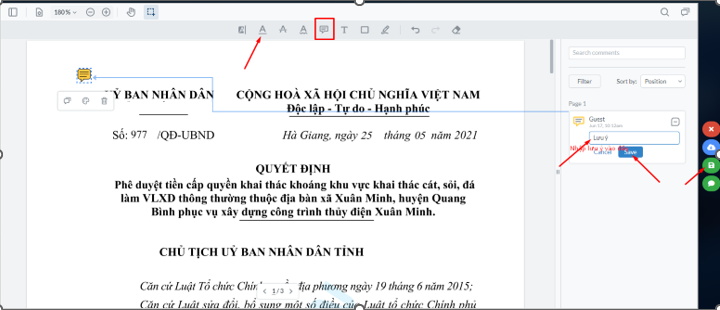 180%
Search comments
Filter
Sort by:
Position
Page 1
Guest
Lưu ý
Nhập lưu ý vào
Cancel
Save
UỶ BAN NHÂN DÂN
CỘNG HOÀ XÃ HỘI CHỦ NGHĨA VIỆT NAM
Độc lập - Tự do - Hạnh phúc
Số: 977 /QĐ-UBND
Hà Giang, ngày 25 tháng 05 năm 2021
QUYẾT ĐỊNH
Phê duyệt tiền cấp quyền khai thác khoáng khu vực khai thác cát, sỏi, đá
làm VLXD thông thường thuộc địa bàn xã Xuân Minh, huyện Quang
Bình phục vụ xây dựng công trình thủy điện Xuân Minh.
CHỦ TỊCH UỶ BAN NHÂN DÂN TỈNH
Căn cứ Luật Tổ chức địa phương ngày 19 tháng 6 năm 2015;
1/3
Căn cứ Luật sửa đổi, bổ sung một số điều của Luật tổ chức Chính phủ